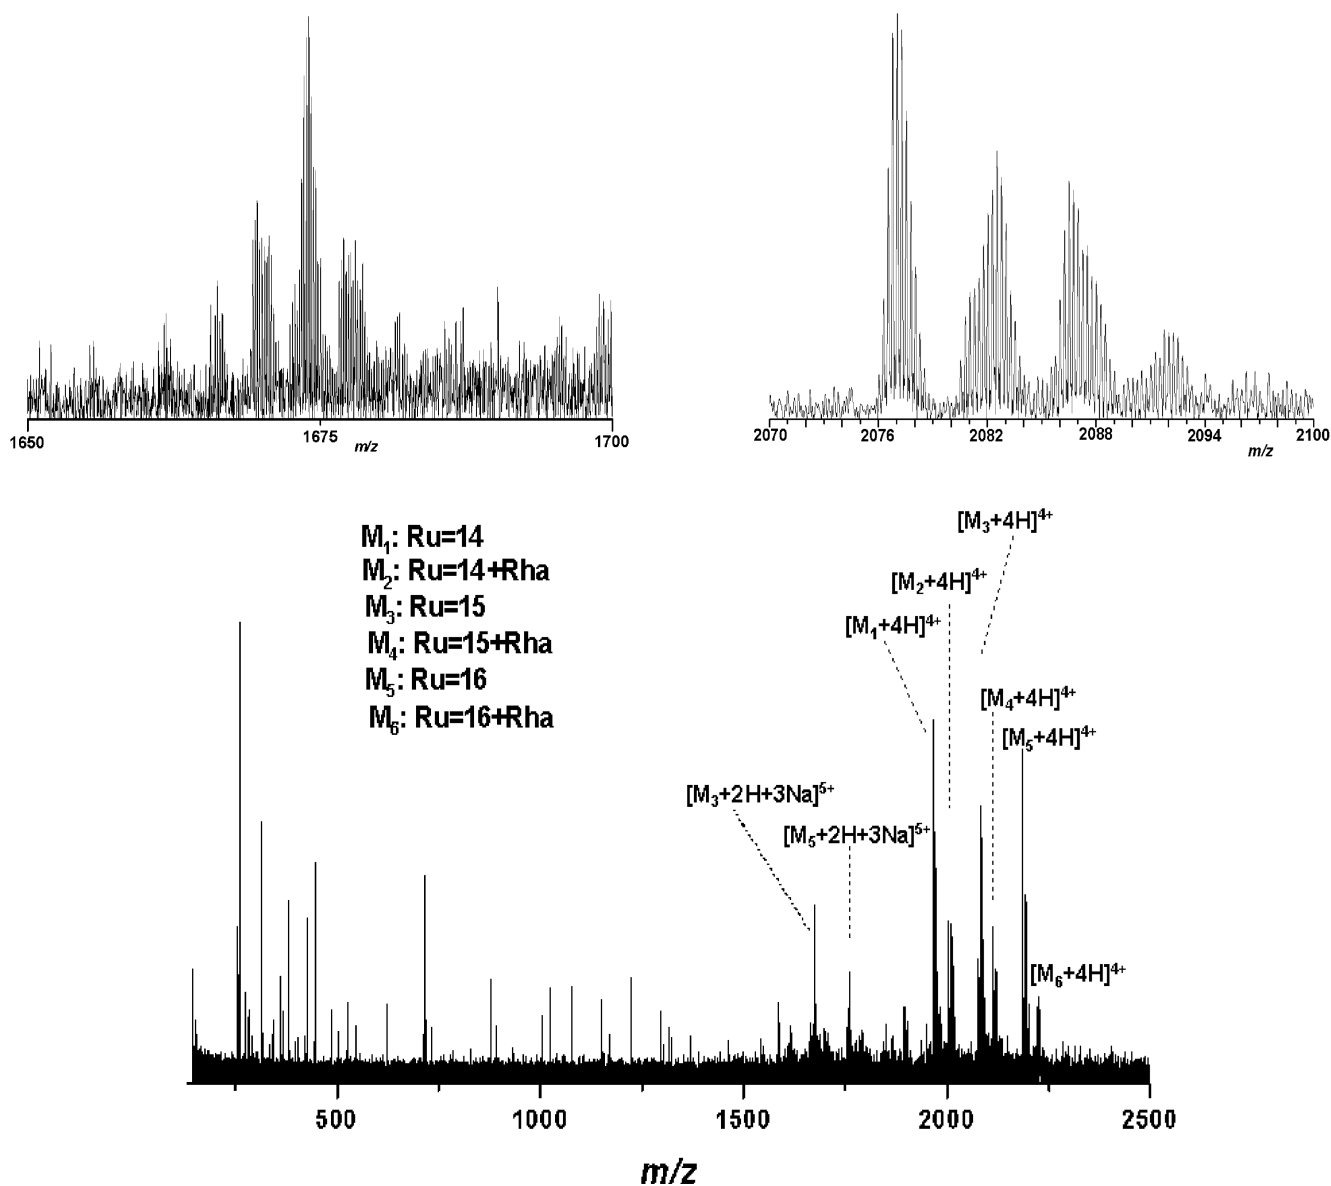 1650 1675 1700
m/z
2070 2076 2082 2088 2094 2100
m/z
M₁: Ru=14
M₂: Ru=14+Rha
M₃: Ru=15
M₄: Ru=15+Rha
M₅: Ru=16
M₆: Ru=16+Rha
[M₃+4H]⁴⁺
[M₂+4H]⁴⁺
[M₁+4H]⁴⁺
[M₄+4H]⁴⁺
[M₅+4H]⁴⁺
[M₃+2H+3Na]⁵⁺
[M₅+2H+3Na]⁵⁺
[M₆+4H]⁴⁺
500 1000 1500 2000 2500
m/z